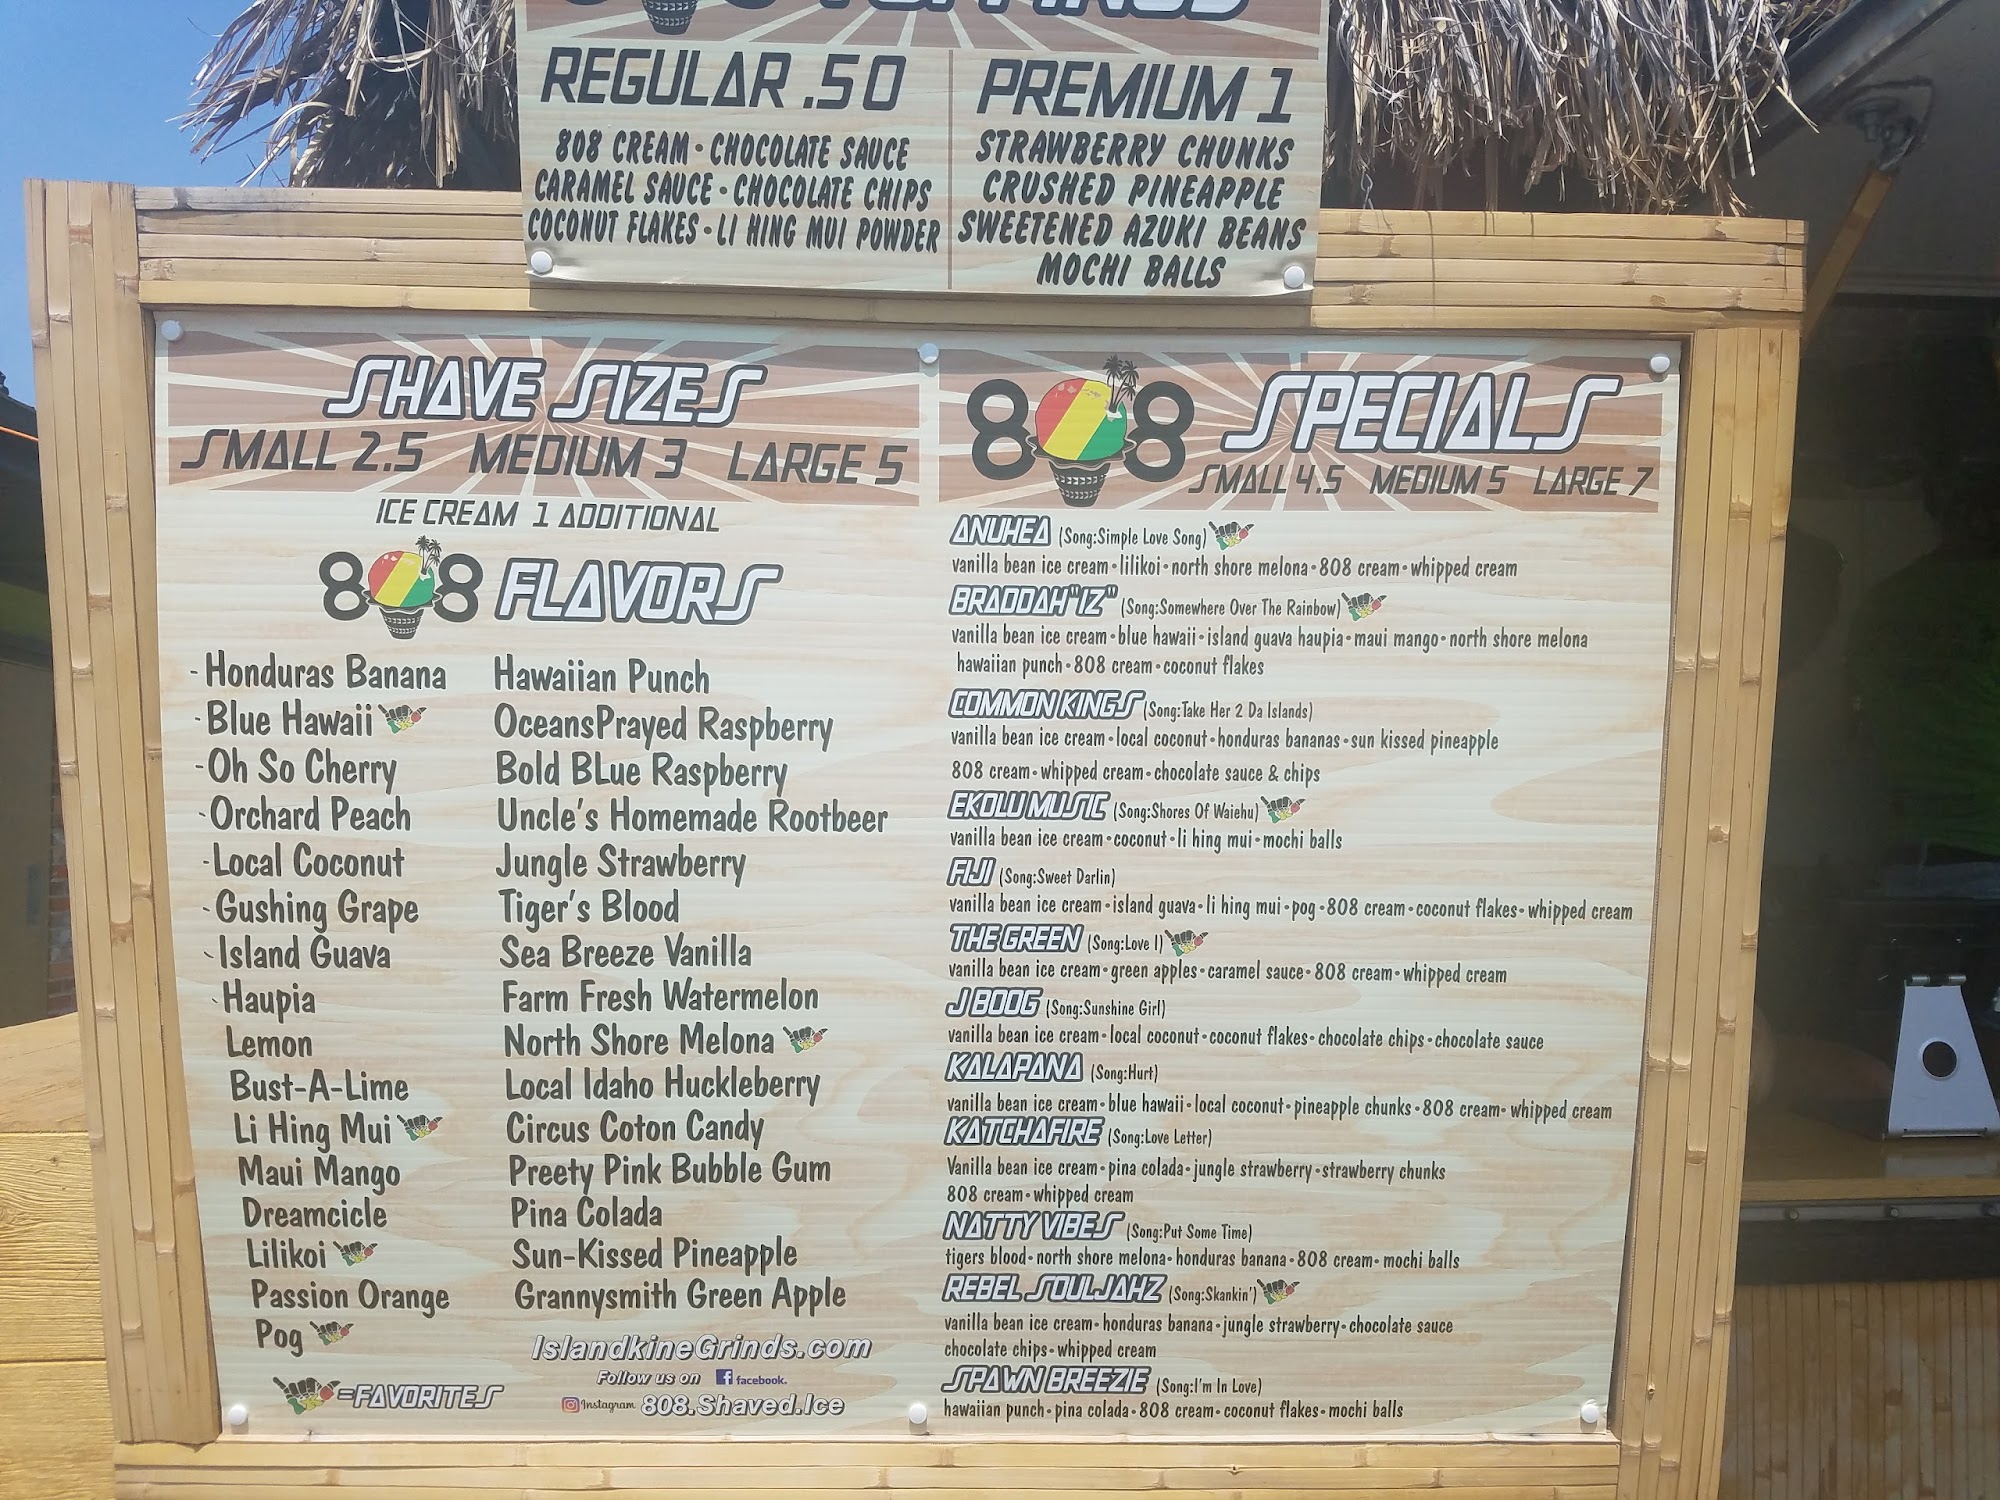 808 TOPPINGS
REGULAR .50
808 CREAM • CHOCOLATE SAUCE
CARAMEL SAUCE • CHOCOLATE CHIPS
COCONUT FLAKES • LI HING MUI POWDER
PREMIUM 1
STRAWBERRY CHUNKS
CRUSHED PINEAPPLE
SWEETENED AZUKI BEANS
MOCHI BALLS
SHAVE SIZES
SMALL 2.5 MEDIUM 3 LARGE 5
ICE CREAM 1 ADDITIONAL
808 FLAVORS
- Honduras Banana
- Blue Hawaii
- Oh So Cherry
- Orchard Peach
- Local Coconut
- Gushing Grape
- Island Guava
- Haupia
Lemon
Bust-A-Lime
Li Hing Mui
Maui Mango
Dreamcicle
Lilikoi
Passion Orange
Pog
=FAVORITES
Hawaiian Punch
OceansPrayed Raspberry
Bold BLue Raspberry
Uncle's Homemade Rootbeer
Jungle Strawberry
Tiger's Blood
Sea Breeze Vanilla
Farm Fresh Watermelon
North Shore Melona
Local Idaho Huckleberry
Circus Coton Candy
Preety Pink Bubble Gum
Pina Colada
Sun-Kissed Pineapple
Grannysmith Green Apple
IslandkineGrinds.com
Follow us on facebook.
Instagram 808.Shaved.Ice
808 SPECIALS
SMALL 4.5 MEDIUM 5 LARGE 7
ANUHEA (Song:Simple Love Song)
vanilla bean ice cream • lilikoi • north shore melona • 808 cream • whipped cream
BRADDAH "IZ" (Song:Somewhere Over The Rainbow)
vanilla bean ice cream • blue hawaii • island guava haupia • maui mango • north shore melona
hawaiian punch • 808 cream • coconut flakes
COMMON KINGS (Song:Take Her 2 Da Islands)
vanilla bean ice cream • local coconut • honduras bananas • sun kissed pineapple
808 cream • whipped cream • chocolate sauce & chips
EKOLU MUSIC (Song:Shores Of Waiehu)
vanilla bean ice cream • coconut • li hing mui • mochi balls
FIJI (Song:Sweet Darlin)
vanilla bean ice cream • island guava • li hing mui • pog • 808 cream • coconut flakes • whipped cream
THE GREEN (Song:Love I)
vanilla bean ice cream • green apples • caramel sauce • 808 cream • whipped cream
J BOOG (Song:Sunshine Girl)
vanilla bean ice cream • local coconut • coconut flakes • chocolate chips • chocolate sauce
KALAPANA (Song:Hurt)
vanilla bean ice cream • blue hawaii • local coconut • pineapple chunks • 808 cream • whipped cream
KATCHAFIRE (Song:Love Letter)
Vanilla bean ice cream • pina colada • jungle strawberry • strawberry chunks
808 cream • whipped cream
NATTY VIBES (Song:Put Some Time)
tigers blood • north shore melona • honduras banana • 808 cream • mochi balls
REBEL SOULJAHZ (Song:Skankin')
vanilla bean ice cream • honduras banana • jungle strawberry • chocolate sauce
chocolate chips • whipped cream
SPAWN BREEZIE (Song:I'm In Love)
hawaiian punch • pina colada • 808 cream • coconut flakes • mochi balls